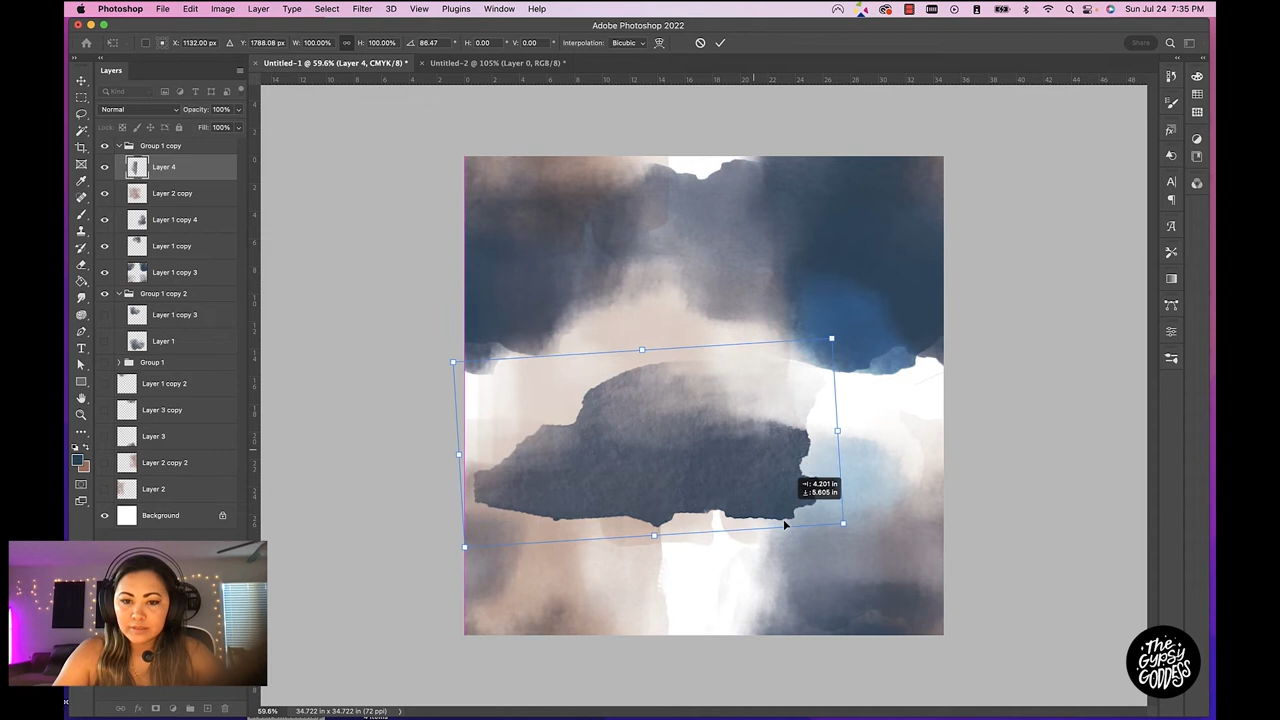 Photoshop File Edit Image Layer Type Select Filter 3D View Plugins Window Help Sun Jul 24 7:35 PM
Adobe Photoshop 2022
X: 1132.00 px Y: 1788.08 px W: 100.00% H: 100.00% 86.47 H: 0.00 V: 0.00 Interpolation: Bicubic Share
Untitled-1 @ 59.6% (Layer 4, CMYK/8) * Untitled-2 @ 105% (Layer 0, RGB/8) *
Layers
Kind
Normal Opacity: 100%
Lock: Fill: 100%
Group 1 copy
Layer 4
Layer 2 copy
Layer 1 copy 4
Layer 1 copy
Layer 1 copy 3
Group 1 copy 2
Layer 1 copy 3
Layer 1
Group 1
Layer 1 copy 2
Layer 3 copy
Layer 3
Layer 2 copy 2
Layer 2
Background
: 4.201 in
: 5.605 in
THE GYPSY GODDESS
59.6% 34.722 in x 34.722 in (72 ppi)